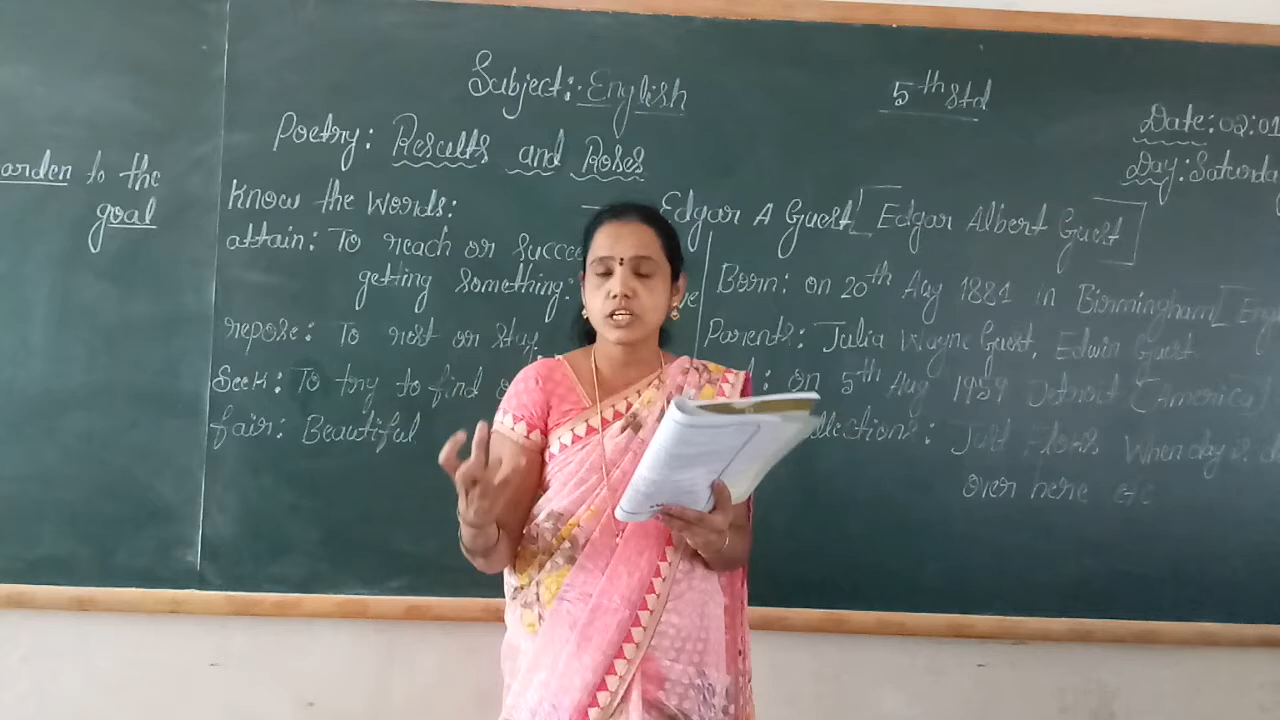 Subject: English
5th Std
Date: 02:01
Day: Saturda
Poetry: Results and Roses
arden to the
goal
Know the Words:
attain: To reach or succee
getting something:
repose: To rest or stay
Seek: To try to find
fair: Beautiful
— Edgar A Guest [Edgar Albert Guest]
Born: on 20th Aug 1881 in Birmingham [Eng
Parents: Julia Wayne Guest, Edwin Guest
: on 5th Aug 1959 Detroit (America)
llections: Just Flows When day is d
over here etc